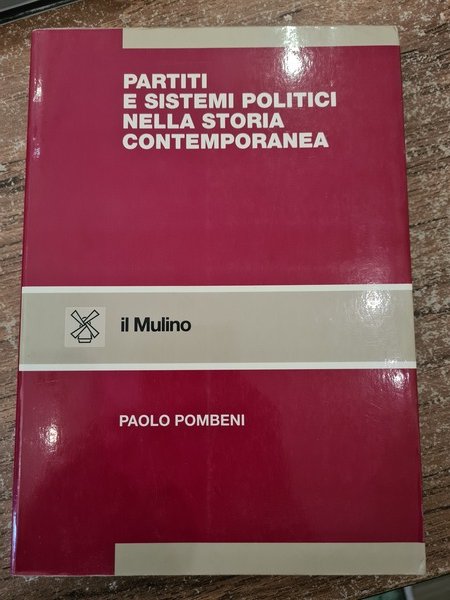 PARTITI
E SISTEMI POLITICI
NELLA STORIA
CONTEMPORANEA
il Mulino
PAOLO POMBENI